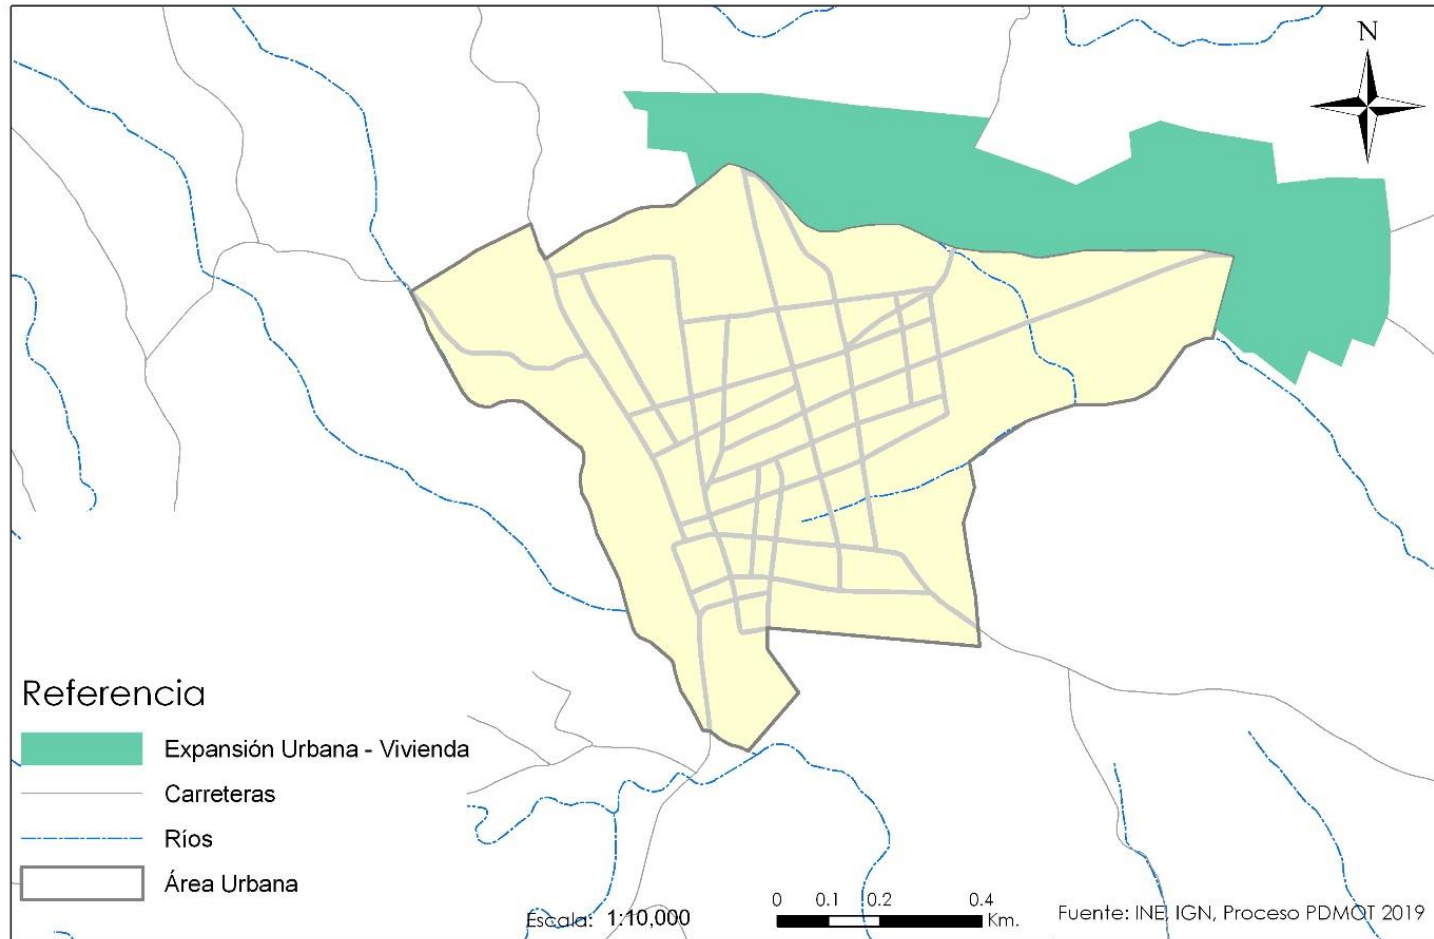 N
Referencia
Expansión Urbana - Vivienda
Carreteras
Ríos
Área Urbana
Escala: 1:10,000
0 0.1 0.2 0.4
Km.
Fuente: INE, IGN, Proceso PDMOT 2019